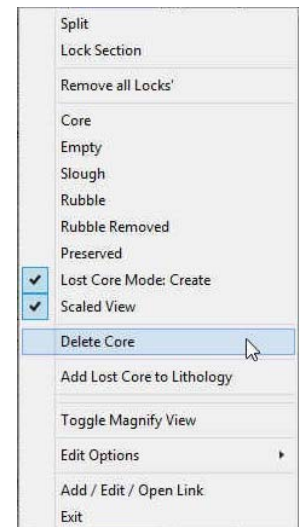 Split
Lock Section
Remove all Locks'
Core
Empty
Slough
Rubble
Rubble Removed
Preserved
Lost Core Mode: Create
Scaled View
Delete Core
Add Lost Core to Lithology
Toggle Magnify View
Edit Options
Add / Edit / Open Link
Exit